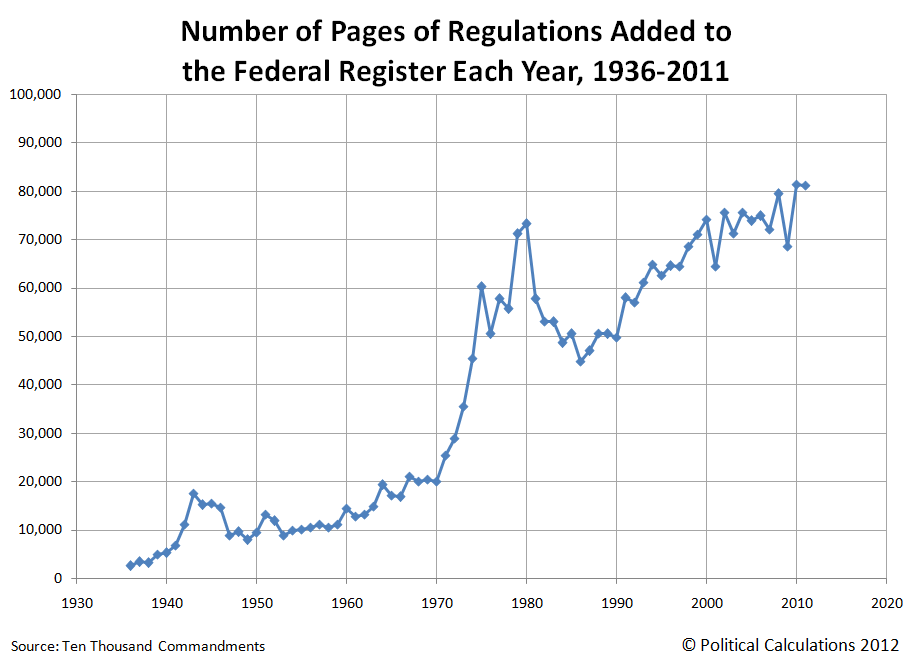 Number of Pages of Regulations Added to
the Federal Register Each Year, 1936-2011
100,000
90,000
80,000
70,000
60,000
50,000
40,000
30,000
20,000
10,000
0
1930 1940 1950 1960 1970 1980 1990 2000 2010 2020
Source: Ten Thousand Commandments © Political Calculations 2012